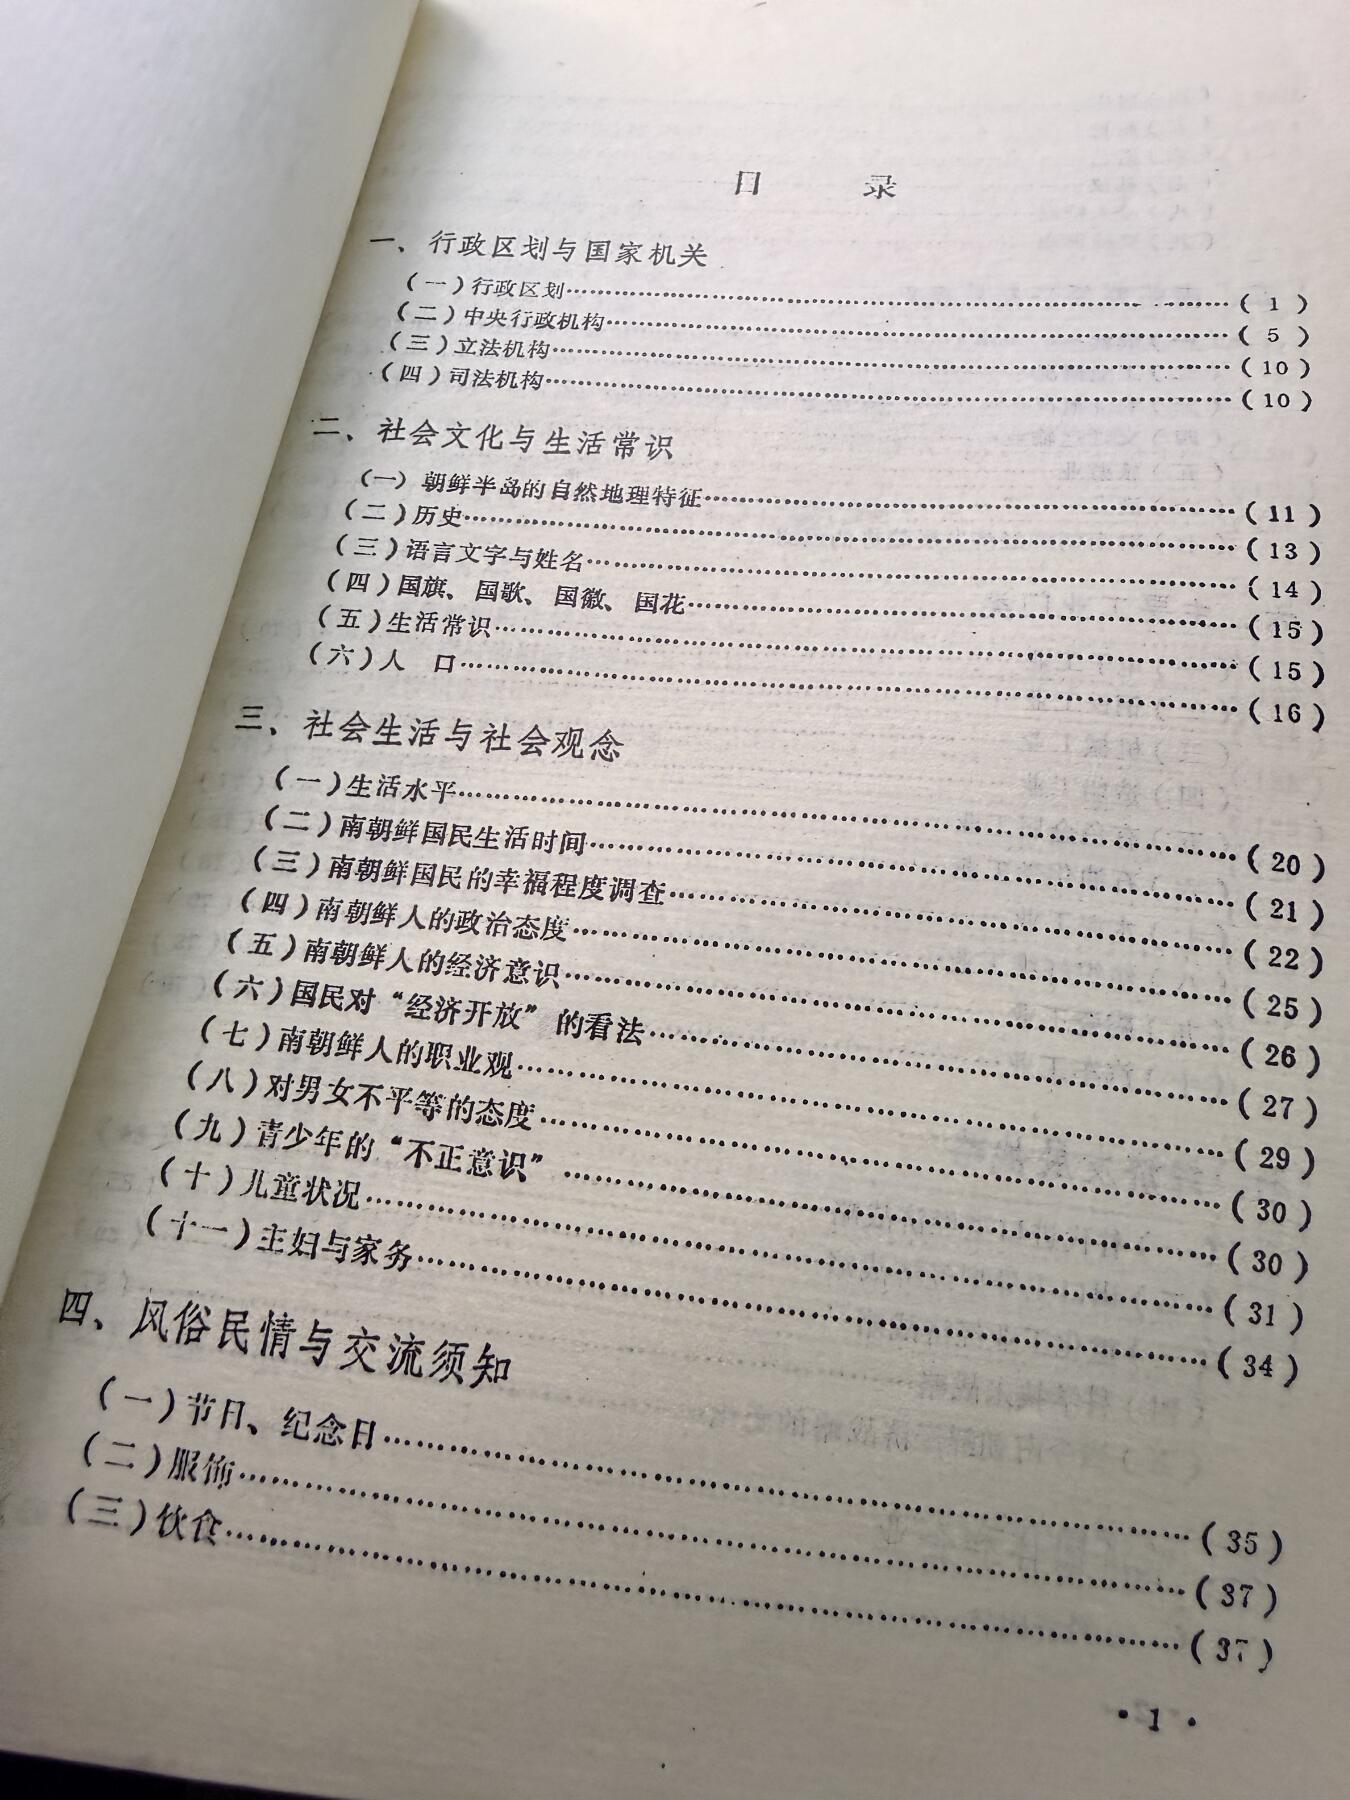 目 录
一、行政区划与国家机关
(一)行政区划……………………(1)
(二)中央行政机构……………………(5)
(三)立法机构……………………(10)
(四)司法机构……………………(10)
二、社会文化与生活常识
(一)朝鲜半岛的自然地理特征……………………(11)
(二)历史……………………(13)
(三)语言文字与姓名……………………(14)
(四)国旗、国歌、国徽、国花……………………(15)
(五)生活常识……………………(15)
(六)人 口……………………(16)
三、社会生活与社会观念
(一)生活水平……………………(20)
(二)南朝鲜国民生活时间……………………(21)
(三)南朝鲜国民的幸福程度调查……………………(22)
(四)南朝鲜人的政治态度……………………(25)
(五)南朝鲜人的经济意识……………………(26)
(六)国民对“经济开放”的看法……………………(27)
(七)南朝鲜人的职业观……………………(29)
(八)对男女不平等的态度……………………(30)
(九)青少年的“不正意识”……………………(30)
(十)儿童状况……………………(31)
(十一)主妇与家务……………………(34)
四、风俗民情与交流须知
(一)节日、纪念日……………………(35)
(二)服饰……………………(37)
(三)饮食……………………(37)
·1·